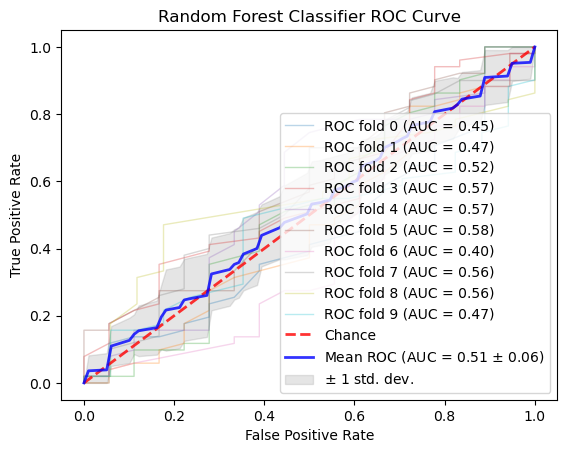 Random Forest Classifier ROC Curve
True Positive Rate
1.0
0.8
0.6
0.4
0.2
0.0
ROC fold 0 (AUC = 0.45)
ROC fold 1 (AUC = 0.47)
ROC fold 2 (AUC = 0.52)
ROC fold 3 (AUC = 0.57)
ROC fold 4 (AUC = 0.57)
ROC fold 5 (AUC = 0.58)
ROC fold 6 (AUC = 0.40)
ROC fold 7 (AUC = 0.56)
ROC fold 8 (AUC = 0.56)
ROC fold 9 (AUC = 0.47)
Chance
Mean ROC (AUC = 0.51 ± 0.06)
± 1 std. dev.
0.0 0.2 0.4 0.6 0.8 1.0
False Positive Rate